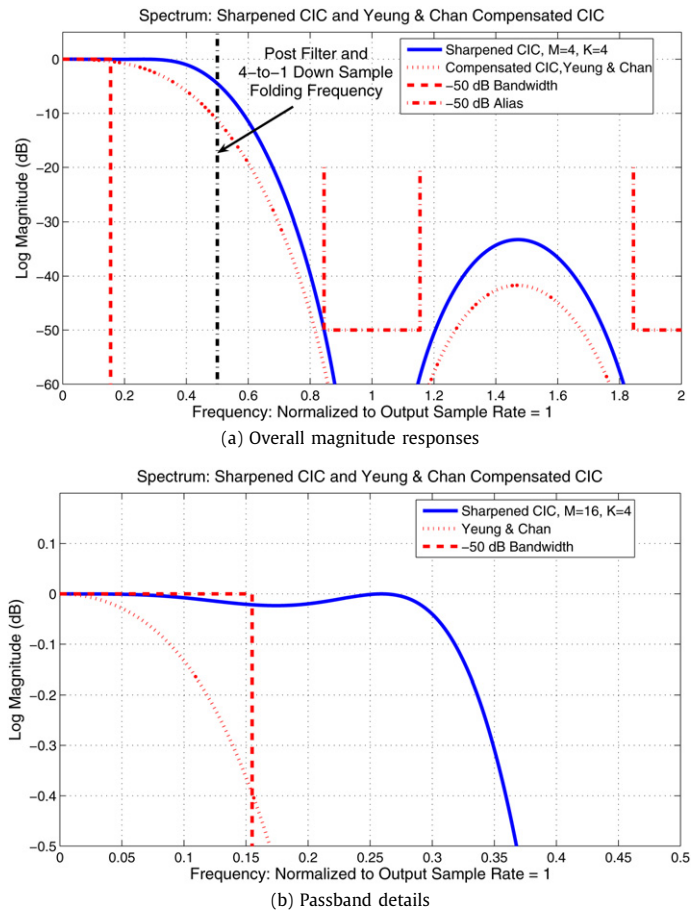 Spectrum: Sharpened CIC and Yeung & Chan Compensated CIC
Log Magnitude (dB)
0
−10
−20
−30
−40
−50
−60
Post Filter and
4−to−1 Down Sample
Folding Frequency
Sharpened CIC, M=4, K=4
Compensated CIC,Yeung & Chan
−50 dB Bandwidth
−50 dB Alias
0 0.2 0.4 0.6 0.8 1 1.2 1.4 1.6 1.8 2
Frequency: Normalized to Output Sample Rate = 1
(a) Overall magnitude responses
Spectrum: Sharpened CIC and Yeung & Chan Compensated CIC
Log Magnitude (dB)
0.1
0
−0.1
−0.2
−0.3
−0.4
−0.5
Sharpened CIC, M=16, K=4
Yeung & Chan
−50 dB Bandwidth
0 0.05 0.1 0.15 0.2 0.25 0.3 0.35 0.4 0.45 0.5
Frequency: Normalized to Output Sample Rate = 1
(b) Passband details